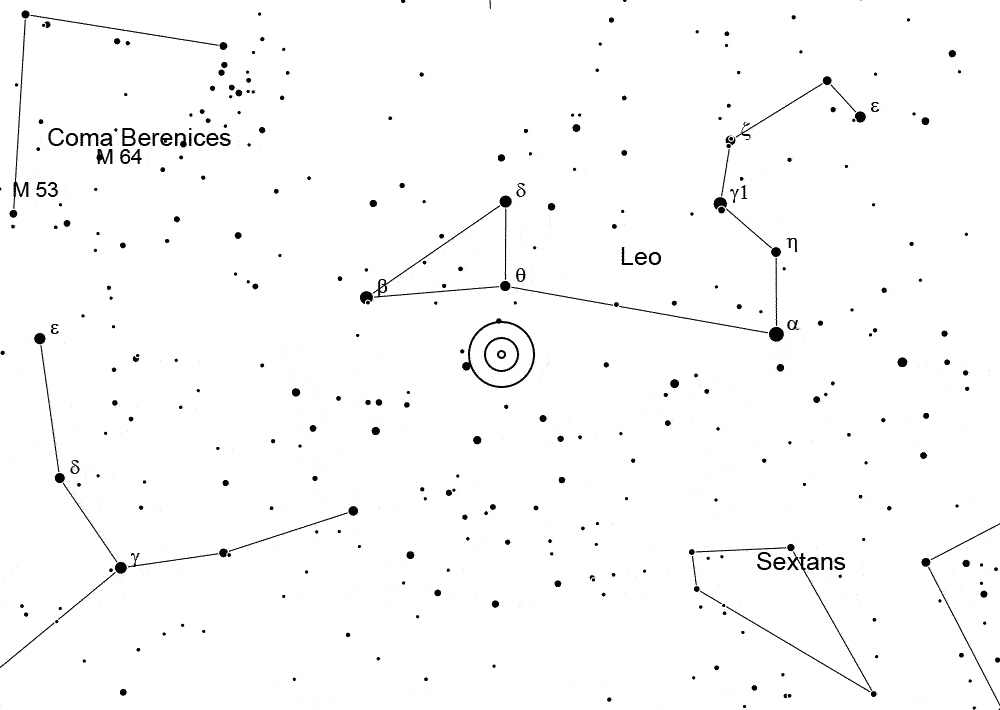 ε
ζ
Coma Berenices
M 64
M 53
δ
γ1
η
Leo
θ
β
α
ε
δ
γ
Sextans